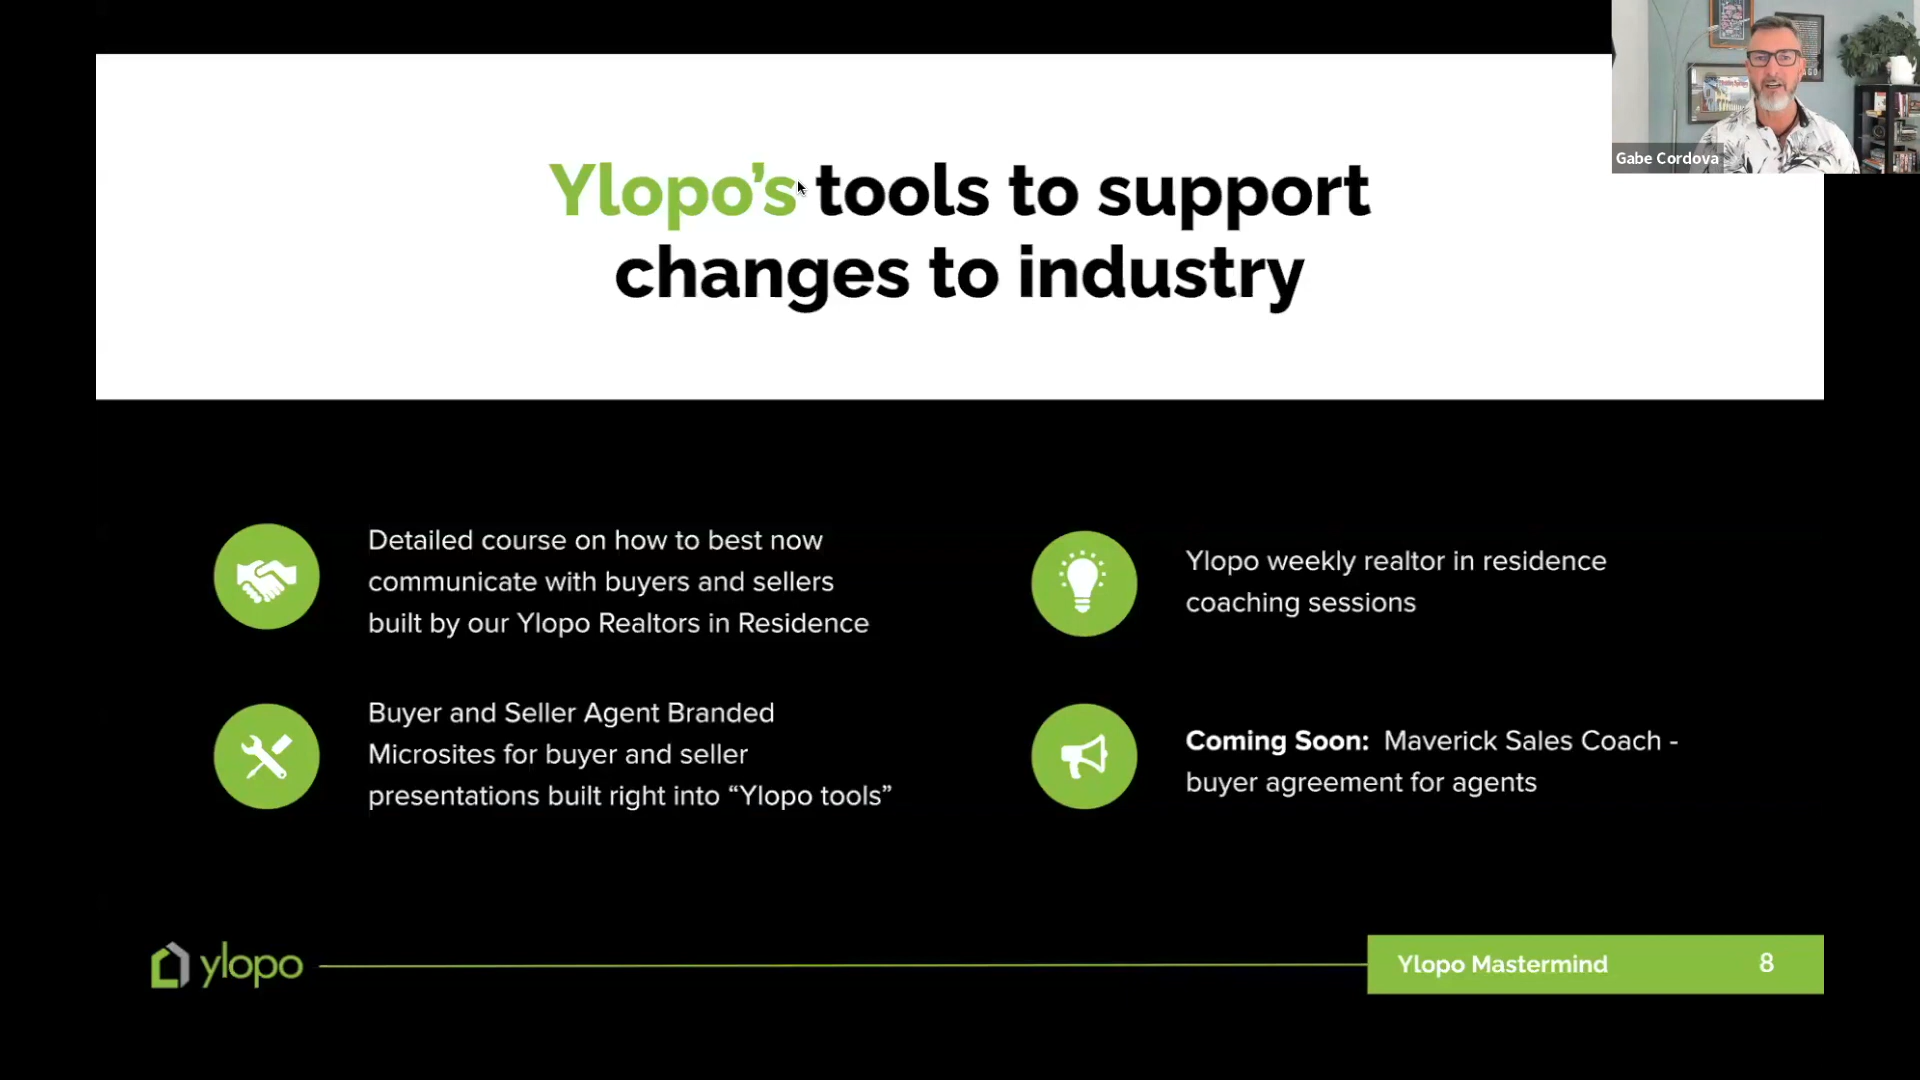 Gabe Cordova
Ylopo’s tools to support
changes to industry
Detailed course on how to best now
communicate with buyers and sellers
built by our Ylopo Realtors in Residence
Ylopo weekly realtor in residence
coaching sessions
Buyer and Seller Agent Branded
Microsites for buyer and seller
presentations built right into “Ylopo tools”
Coming Soon: Maverick Sales Coach -
buyer agreement for agents
ylopo
Ylopo Mastermind 8